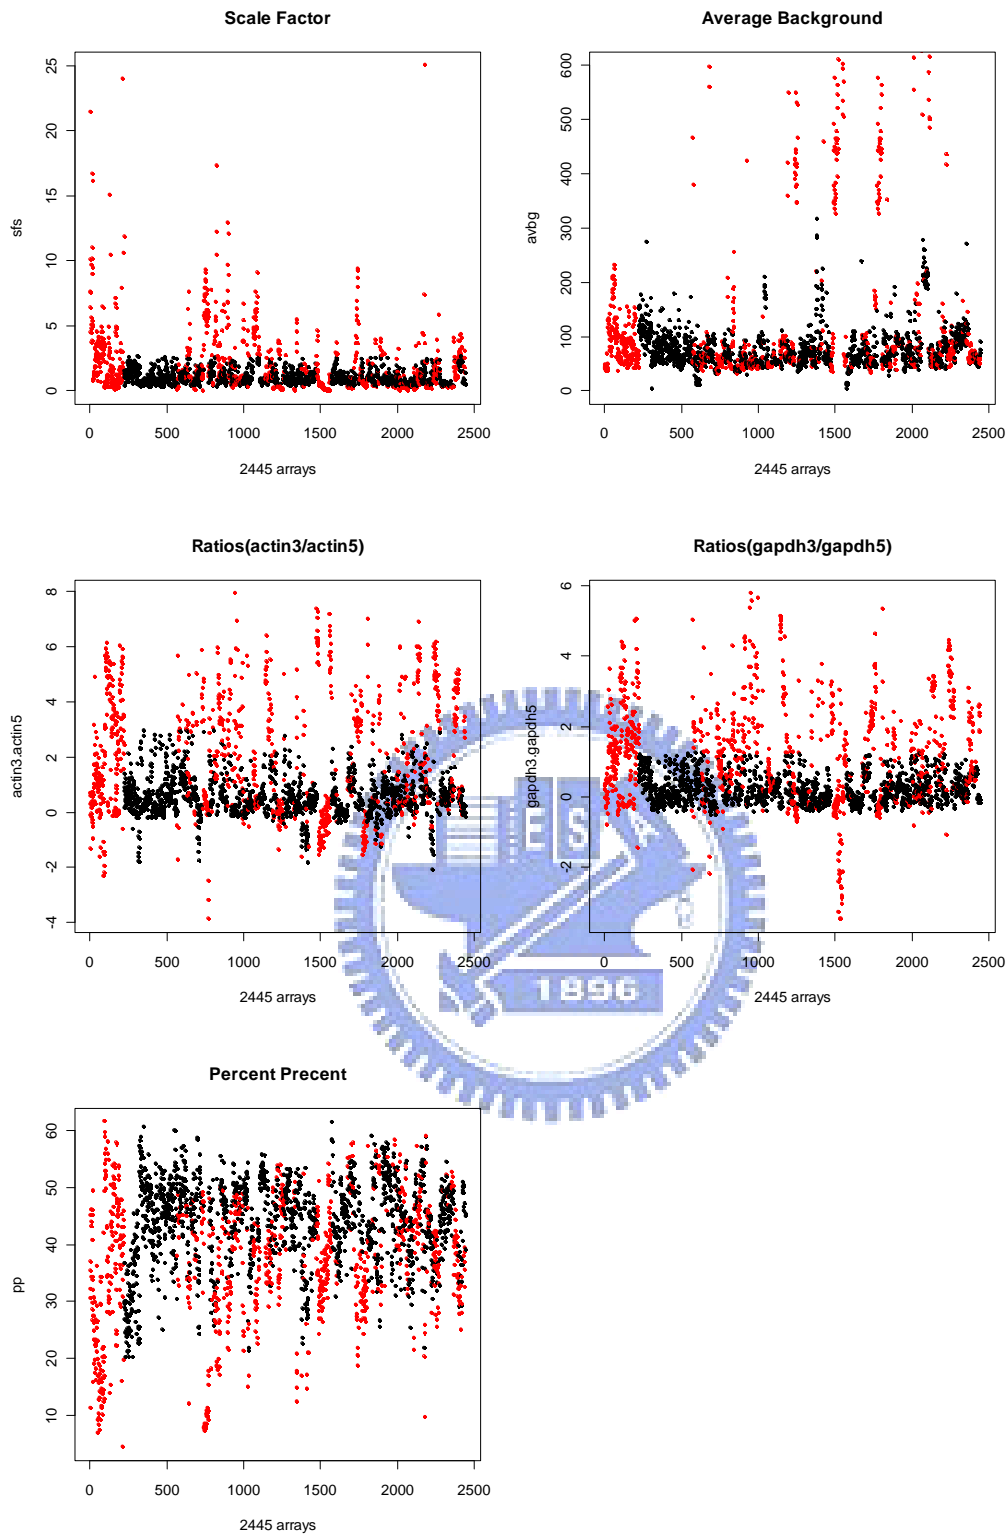 Scale Factor
sfs
25
20
15
10
5
0
0 500 1000 1500 2000 2500
2445 arrays
Average Background
avbg
600
500
400
300
200
100
0
0 500 1000 1500 2000 2500
2445 arrays
Ratios(actin3/actin5)
actin3.actin5
8
6
4
2
0
-2
-4
0 500 1000 1500 2000 2500
2445 arrays
Ratios(gapdh3/gapdh5)
gapdh3.gapdh5
6
4
2
0
-2
0 500 1000 1500 2000 2500
2445 arrays
E S A
1896
Percent Precent
pp
60
50
40
30
20
10
0 500 1000 1500 2000 2500
2445 arrays